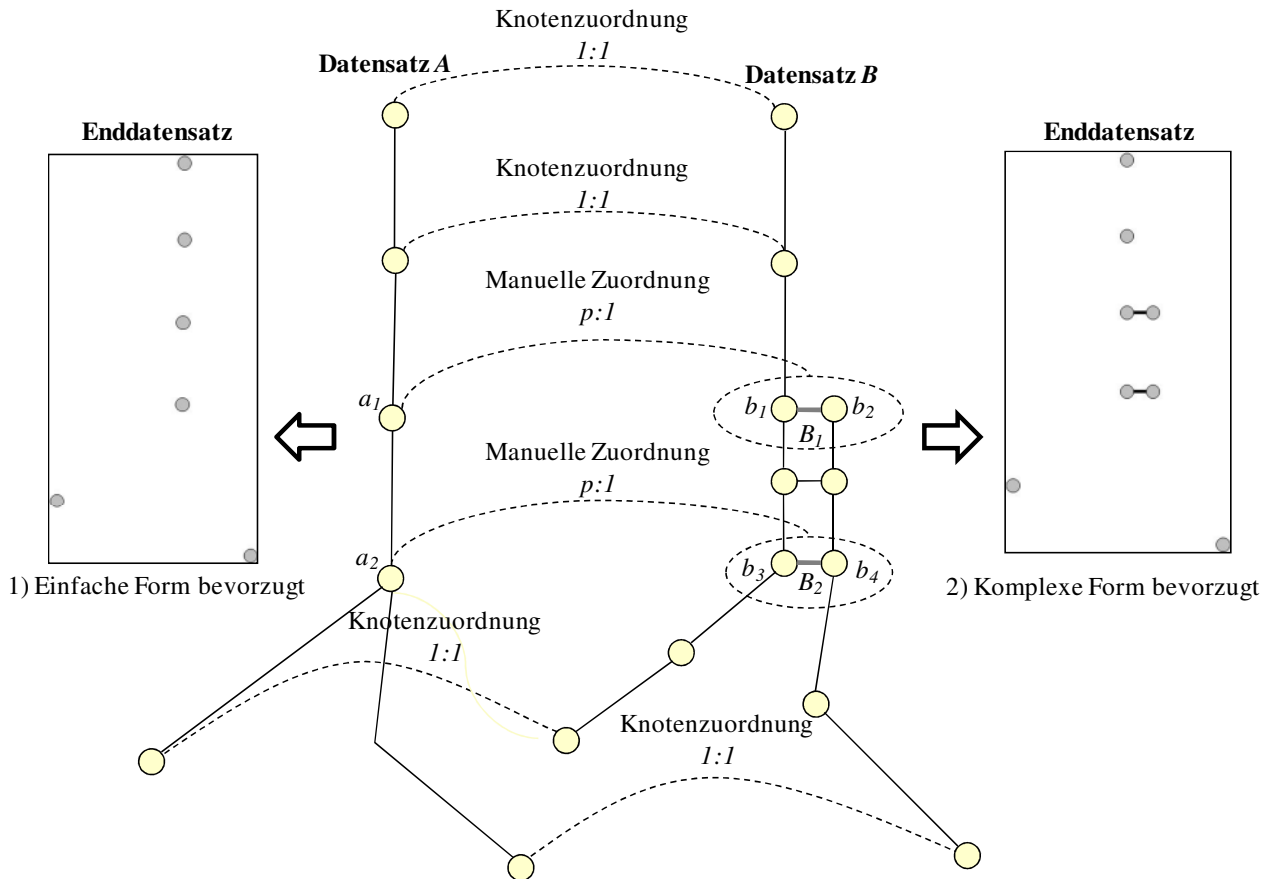 Knotenzuordnung
1:1
Datensatz A
Datensatz B
Enddatensatz
Enddatensatz
Knotenzuordnung
1:1
Manuelle Zuordnung
p:1
a1
b1
b2
B1
Manuelle Zuordnung
p:1
a2
b3
b4
B2
1) Einfache Form bevorzugt
2) Komplexe Form bevorzugt
Knotenzuordnung
1:1
Knotenzuordnung
1:1